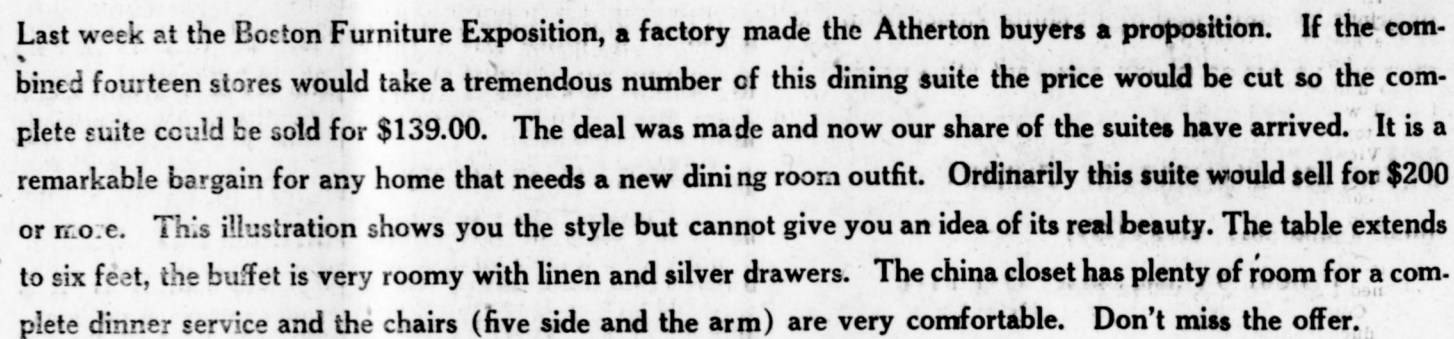 Last week at the Boston Furniture Exposition, a factory made the Atherton buyers a proposition. If the com-
bined fourteen stores would take a tremendous number of this dining suite the price would be cut so the com-
plete suite could be sold for $139.00. The deal was made and now our share of the suites have arrived. It is a
remarkable bargain for any home that needs a new dining room outfit. Ordinarily this suite would sell for $200
or more. This illustration shows you the style but cannot give you an idea of its real beauty. The table extends
to six feet, the buffet is very roomy with linen and silver drawers. The china closet has plenty of room for a com-
plete dinner service and the chairs (five side and the arm) are very comfortable. Don't miss the offer.